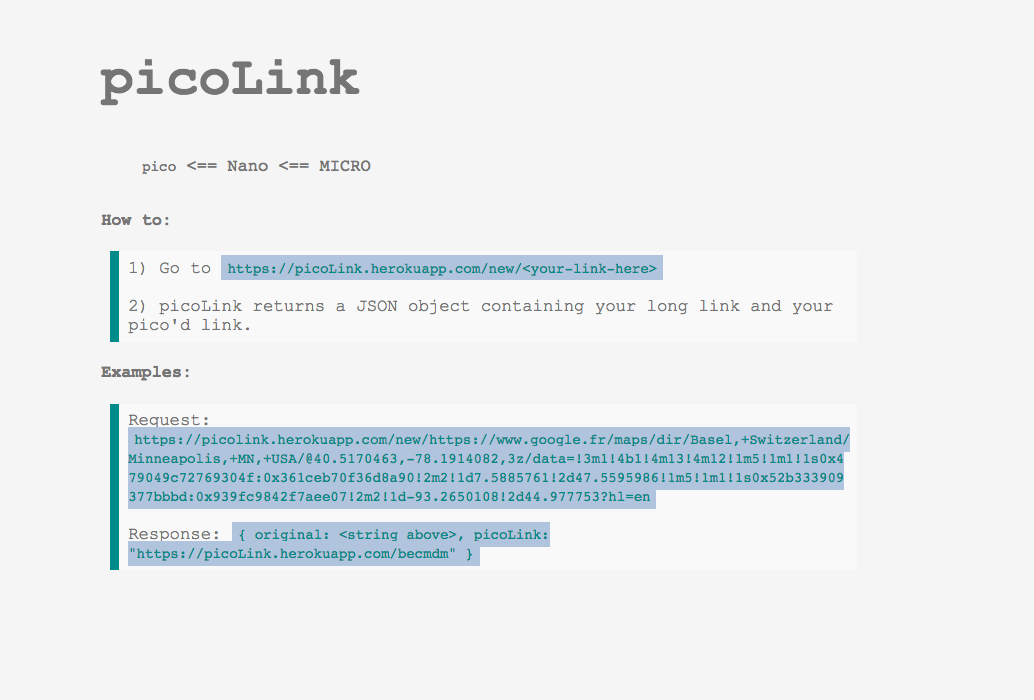 picoLink
pico <== Nano <== MICRO
How to:
1) Go to https://picoLink.herokuapp.com/new/<your-link-here>
2) picoLink returns a JSON object containing your long link and your
pico'd link.
Examples:
Request:
https://picolink.herokuapp.com/new/https://www.google.fr/maps/dir/Basel,+Switzerland/
Minneapolis,+MN,+USA/@40.5170463,-78.1914082,3z/data=!3m1!4b1!4m13!4m12!1m5!1m1!1s0x4
79049c72769304f:0x361ceb70f36d8a90!2m2!1d7.5885761!2d47.5595986!1m5!1m1!1s0x52b333909
377bbbd:0x939fc9842f7aee07!2m2!1d-93.2650108!2d44.977753?hl=en
Response: { original: <string above>, picoLink:
"https://picoLink.herokuapp.com/becmdm" }